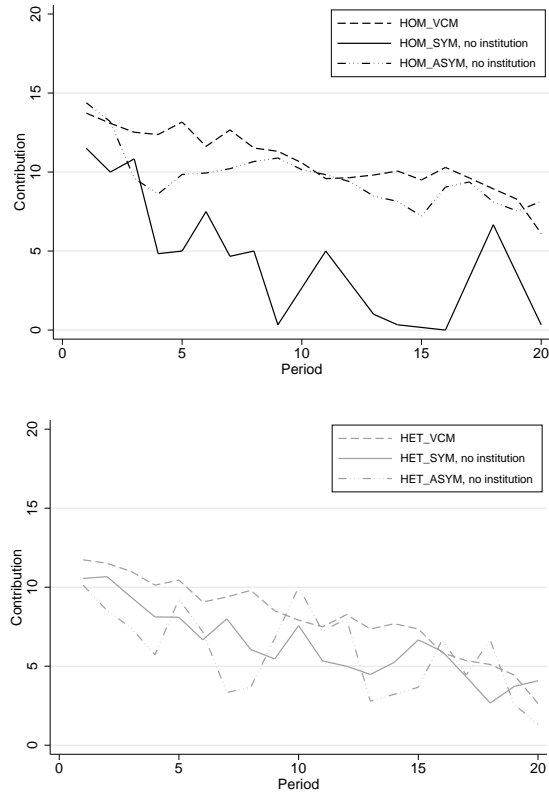 20
15
10
5
0
Contribution
HOM_VCM
HOM_SYM, no institution
HOM_ASYM, no institution
0 5 10 15 20
Period
20
15
10
5
0
Contribution
HET_VCM
HET_SYM, no institution
HET_ASYM, no institution
0 5 10 15 20
Period